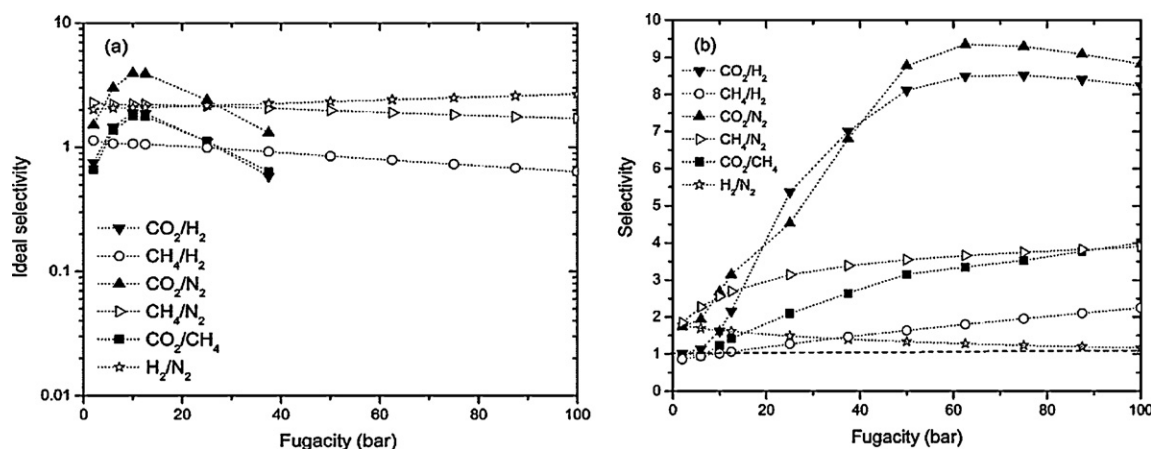 (a)
Ideal selectivity
10
1
0.1
0.01
CO₂/H₂
CH₄/H₂
CO₂/N₂
CH₄/N₂
CO₂/CH₄
H₂/N₂
0 20 40 60 80 100
Fugacity (bar)
(b)
Selectivity
10
9
8
7
6
5
4
3
2
1
0
CO₂/H₂
CH₄/H₂
CO₂/N₂
CH₄/N₂
CO₂/CH₄
H₂/N₂
0 20 40 60 80 100
Fugacity (bar)